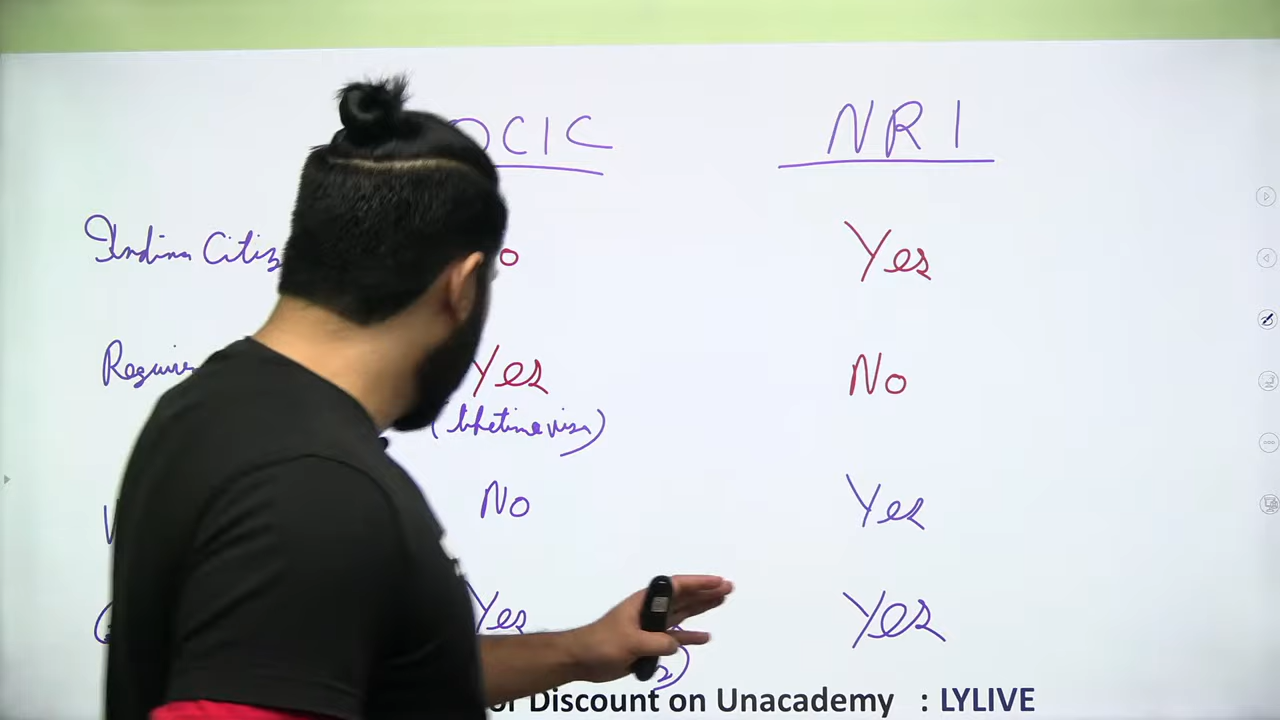 OCIC NRI
Indian Citiz No Yes
Requir Yes No
(lifetime visa)
No Yes
Yes Yes
or Discount on Unacademy : LYLIVE